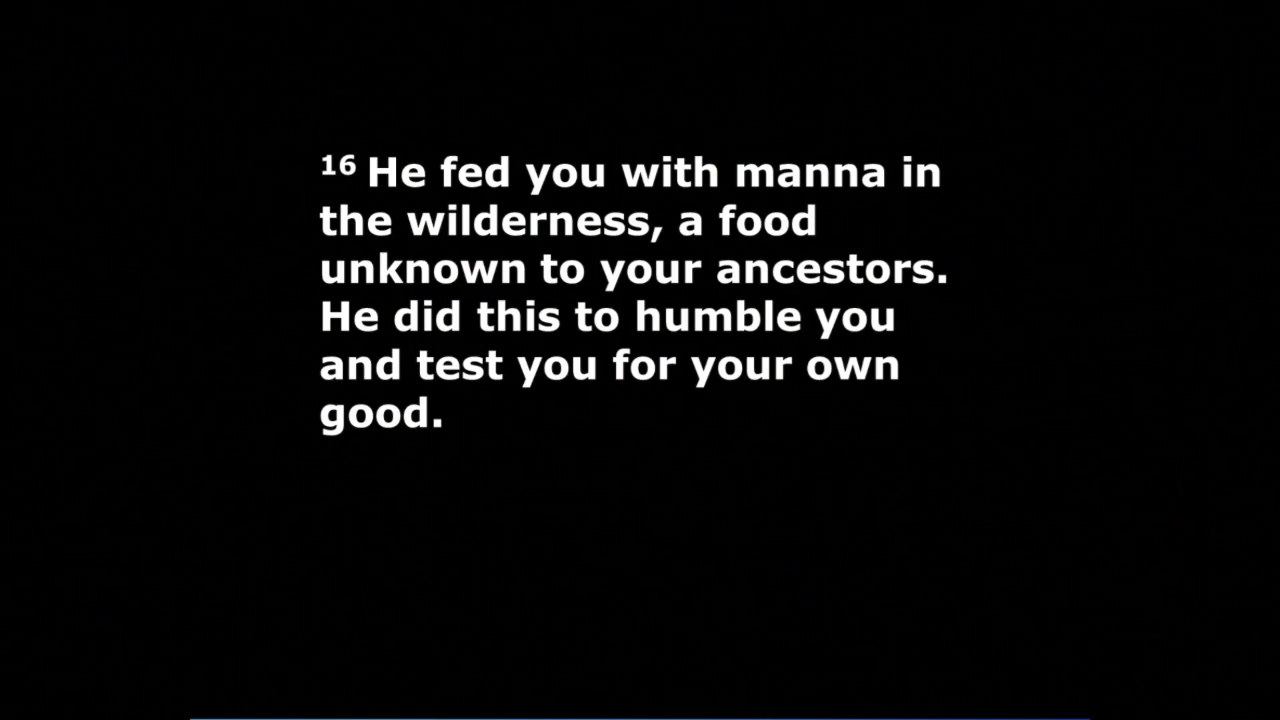 16 He fed you with manna in
the wilderness, a food
unknown to your ancestors.
He did this to humble you
and test you for your own
good.